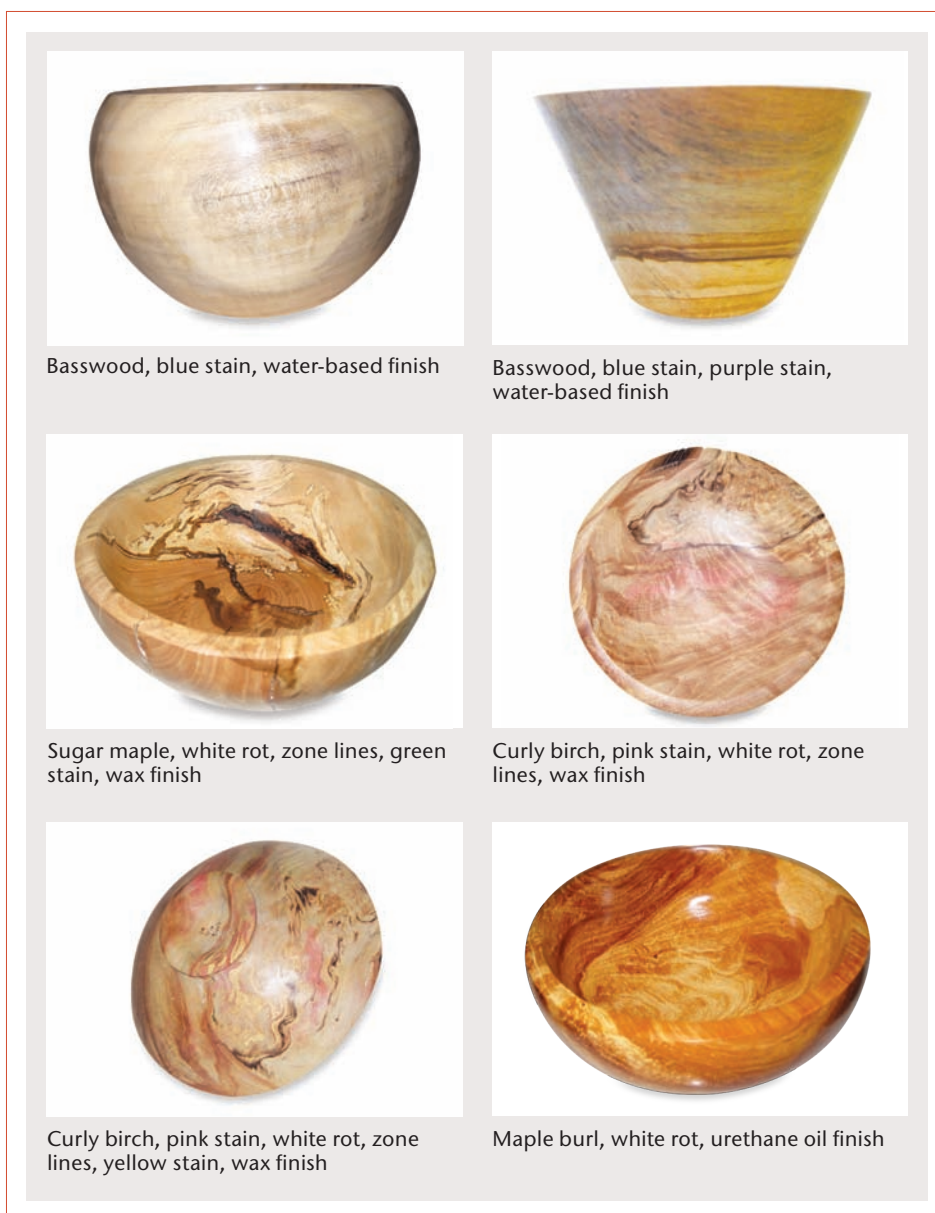 Basswood, blue stain, water-based finish
Basswood, blue stain, purple stain,
water-based finish
Sugar maple, white rot, zone lines, green
stain, wax finish
Curly birch, pink stain, white rot, zone
lines, wax finish
Curly birch, pink stain, white rot, zone
lines, yellow stain, wax finish
Maple burl, white rot, urethane oil finish